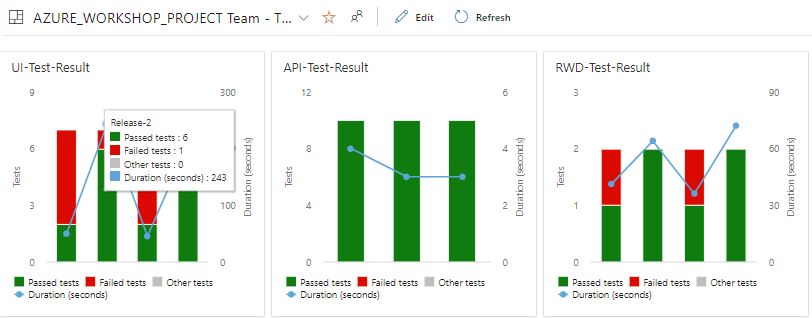 AZURE_WORKSHOP_PROJECT Team - T...
Edit
Refresh
UI-Test-Result
9
6
3
0
Tests
300
100
0
Duration (seconds)
Release-2
Passed tests : 6
Failed tests : 1
Other tests : 0
Duration (seconds) : 243
Passed tests
Failed tests
Other tests
Duration (seconds)
API-Test-Result
12
8
4
0
Tests
6
4
2
0
Duration (seconds)
Passed tests
Failed tests
Other tests
Duration (seconds)
RWD-Test-Result
3
2
1
0
Tests
90
60
30
0
Duration (seconds)
Passed tests
Failed tests
Other tests
Duration (seconds)